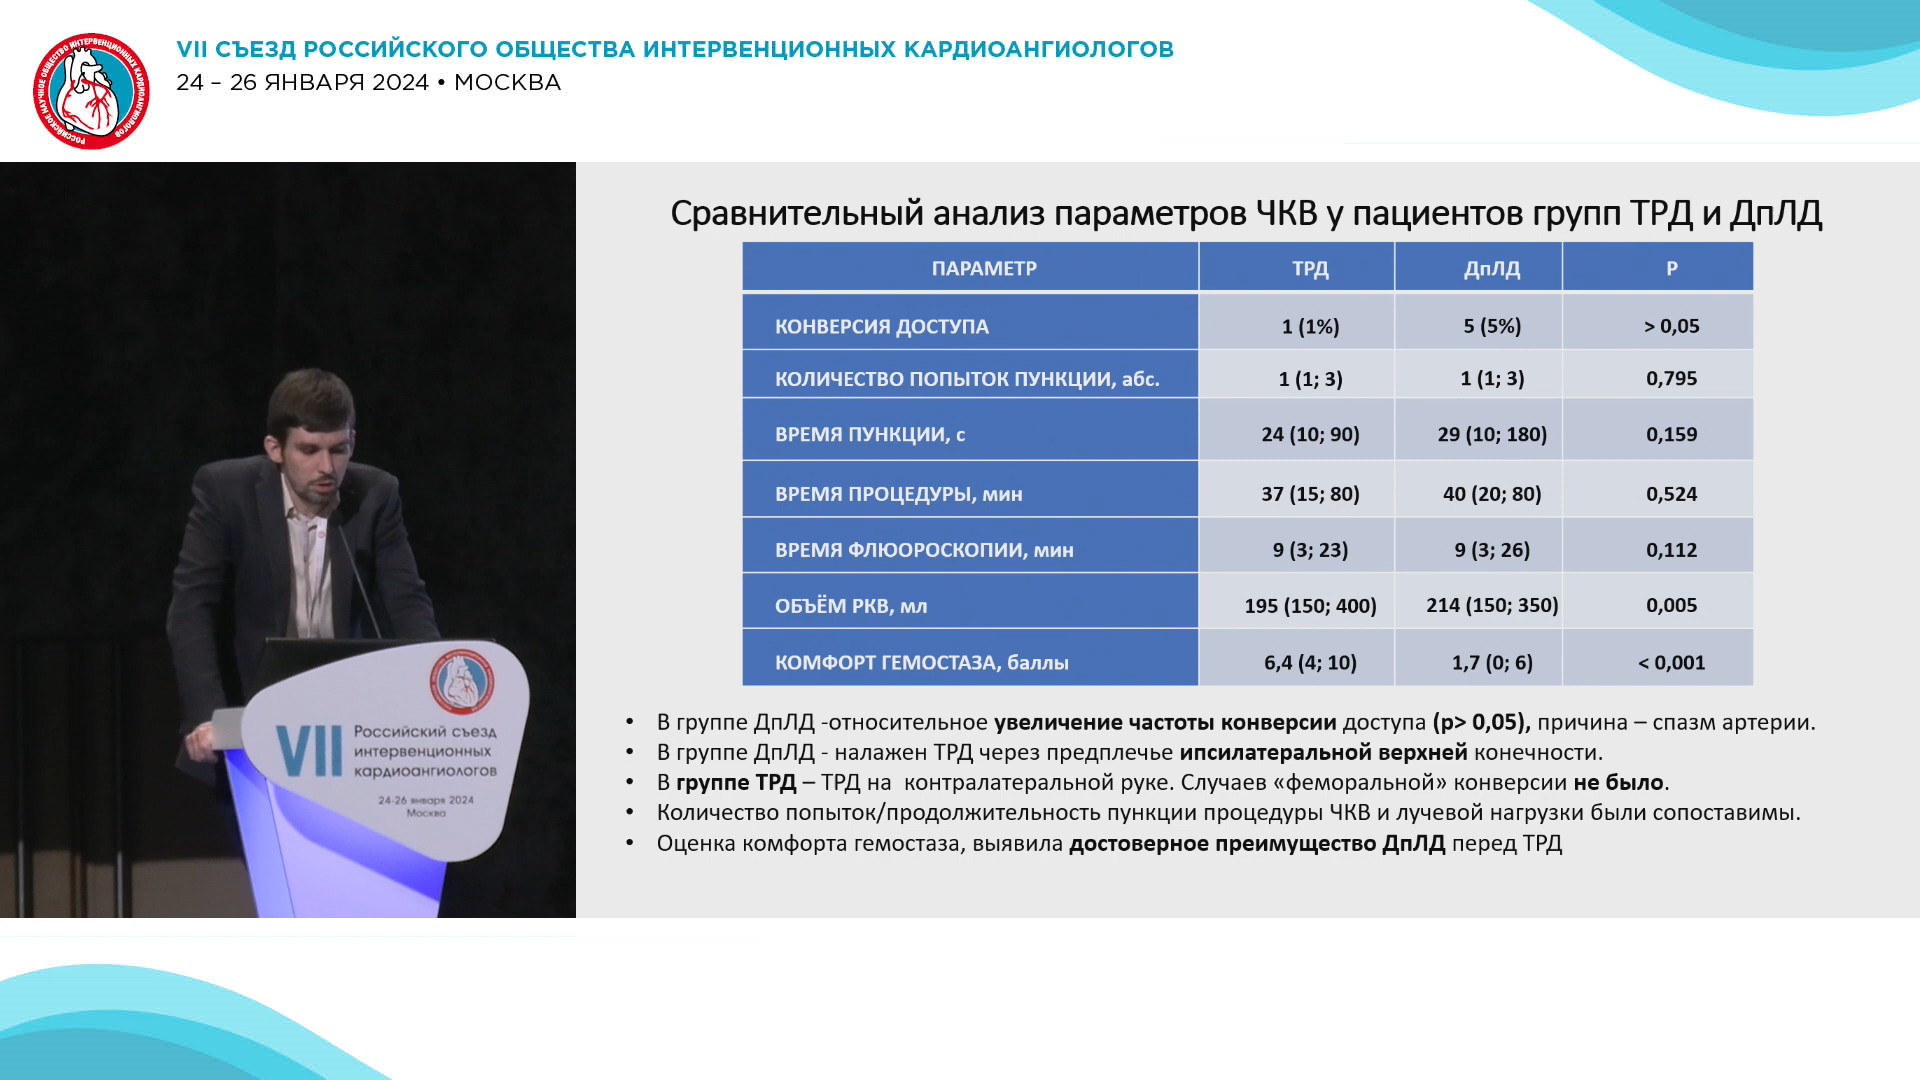 VII СЪЕЗД РОССИЙСКОГО ОБЩЕСТВА ИНТЕРВЕНЦИОННЫХ КАРДИОАНГИОЛОГОВ
24 – 26 ЯНВАРЯ 2024 • МОСКВА
РОССИЙСКОЕ НАУЧНОЕ ОБЩЕСТВО ИНТЕРВЕНЦИОННЫХ КАРДИОАНГИОЛОГОВ
Сравнительный анализ параметров ЧКВ у пациентов групп ТРД и ДпЛД
ПАРАМЕТР ТРД ДпЛД Р
КОНВЕРСИЯ ДОСТУПА 1 (1%) 5 (5%) > 0,05
КОЛИЧЕСТВО ПОПЫТОК ПУНКЦИИ, абс. 1 (1; 3) 1 (1; 3) 0,795
ВРЕМЯ ПУНКЦИИ, с 24 (10; 90) 29 (10; 180) 0,159
ВРЕМЯ ПРОЦЕДУРЫ, мин 37 (15; 80) 40 (20; 80) 0,524
ВРЕМЯ ФЛЮОРОСКОПИИ, мин 9 (3; 23) 9 (3; 26) 0,112
ОБЪЁМ РКВ, мл 195 (150; 400) 214 (150; 350) 0,005
КОМФОРТ ГЕМОСТАЗА, баллы 6,4 (4; 10) 1,7 (0; 6) < 0,001
• В группе ДпЛД -относительное увеличение частоты конверсии доступа (p> 0,05), причина – спазм артерии.
• В группе ДпЛД - налажен ТРД через предплечье ипсилатеральной верхней конечности.
• В группе ТРД – ТРД на контралатеральной руке. Случаев «феморальной» конверсии не было.
• Количество попыток/продолжительность пункции процедуры ЧКВ и лучевой нагрузки были сопоставимы.
• Оценка комфорта гемостаза, выявила достоверное преимущество ДпЛД перед ТРД
VII
Российский съезд
интервенционных
кардиоангиологов
24-26 января 2024
Москва